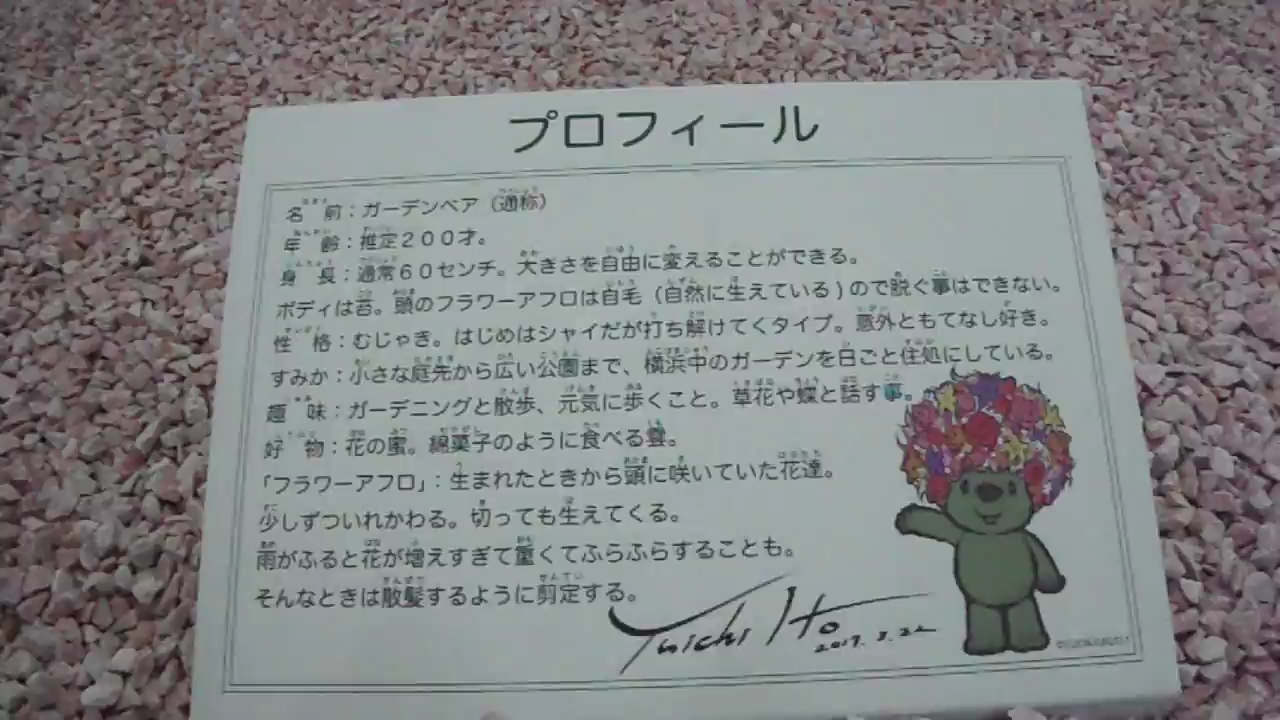 プロフィール
名 前：ガーデンベア（通称）
年 齢：推定200才。
身 長：通常60センチ。大きさを自由に変えることができる。
ボディは苔。頭のフラワーアフロは自毛（自然に生えている)ので脱ぐ事はできない。
性 格：むじゃき。はじめはシャイだが打ち解けてくタイプ。意外ともてなし好き。
すみか：小さな庭先から広い公園まで、横浜中のガーデンを日ごと住処にしている。
趣 味：ガーデニングと散歩、元気に歩くこと。草花や蝶と話す事。
好 物：花の蜜。綿菓子のように食べる雲。
「フラワーアフロ」：生まれたときから頭に咲いていた花達。
少しずついれかわる。切っても生えてくる。
雨がふると花が増えすぎて重くてふらふらすることも。
そんなときは散髪するように剪定する。
Yuichi Ito
2017.3.22